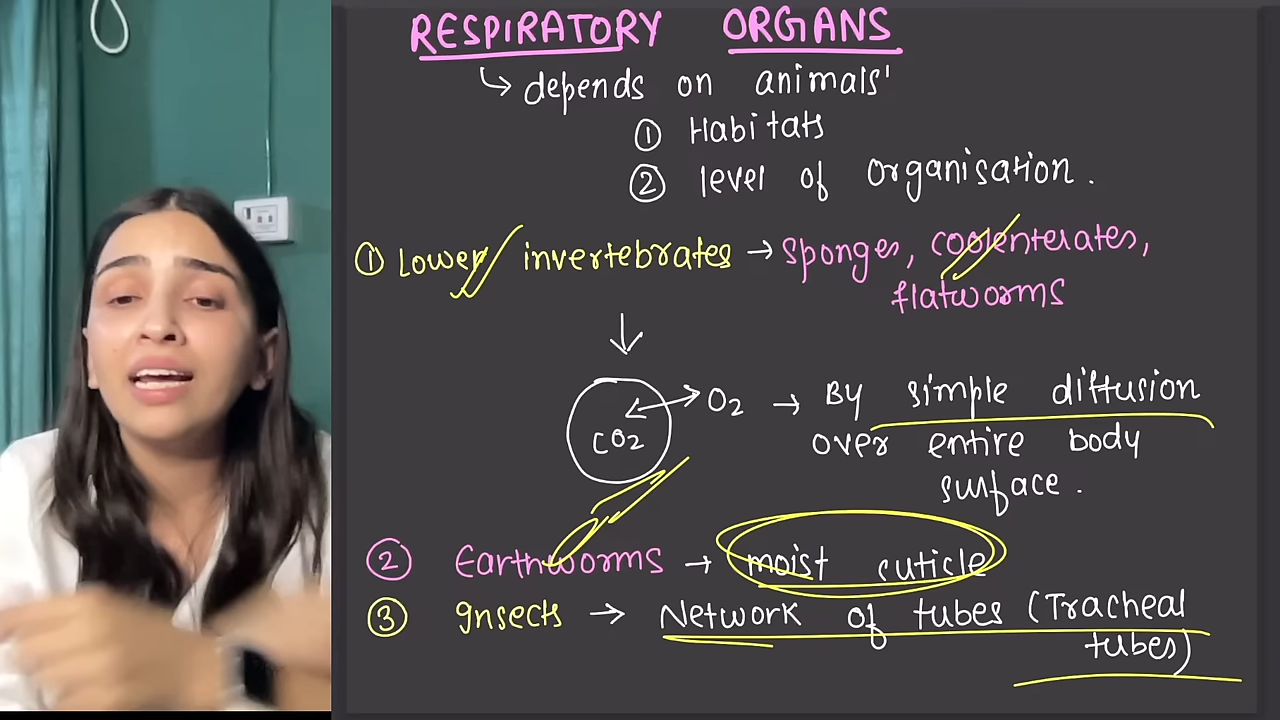 RESPIRATORY ORGANS
↳ depends on animals'
① Habitats
② level of organisation.
① Lower invertebrates → sponges, coolenterates,
flatworms
↓
CO2 ↔ O2 → By simple diffusion
over entire body
surface.
② Earthworms → moist cuticle
③ Insects → Network of tubes (Tracheal
tubes)